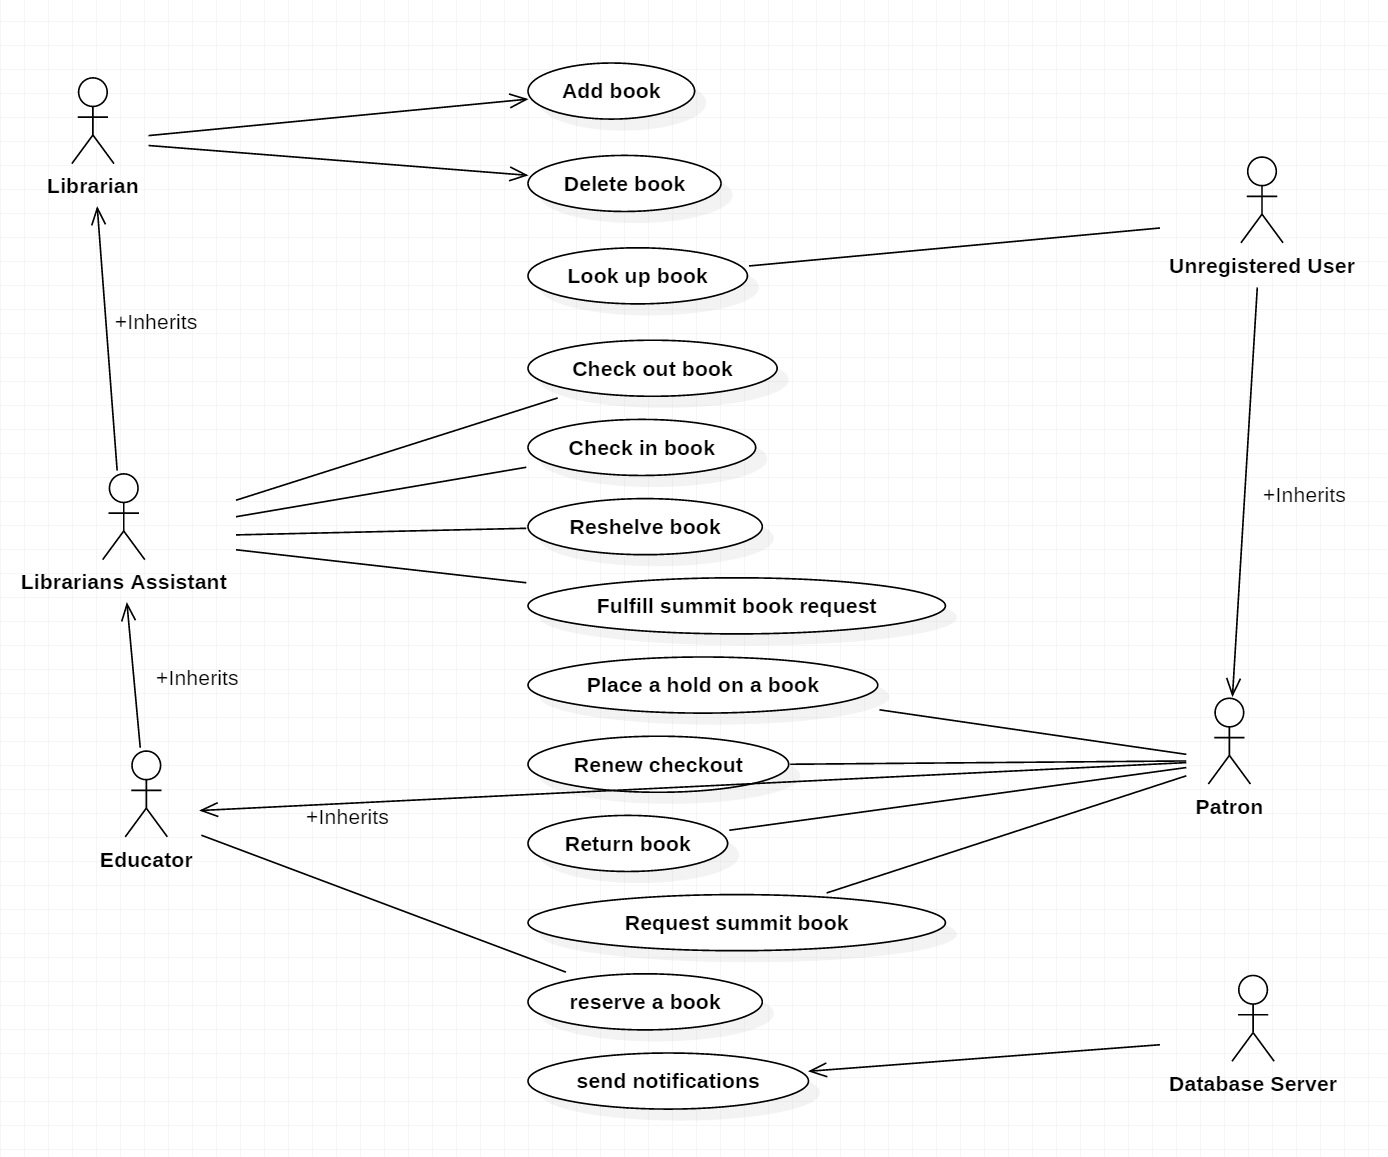 Add book
Librarian
Delete book
Unregistered User
Look up book
+Inherits
Check out book
Check in book
+Inherits
Reshelve book
Librarians Assistant
Fulfill summit book request
+Inherits
Place a hold on a book
Renew checkout
Patron
+Inherits
Return book
Educator
Request summit book
reserve a book
send notifications
Database Server